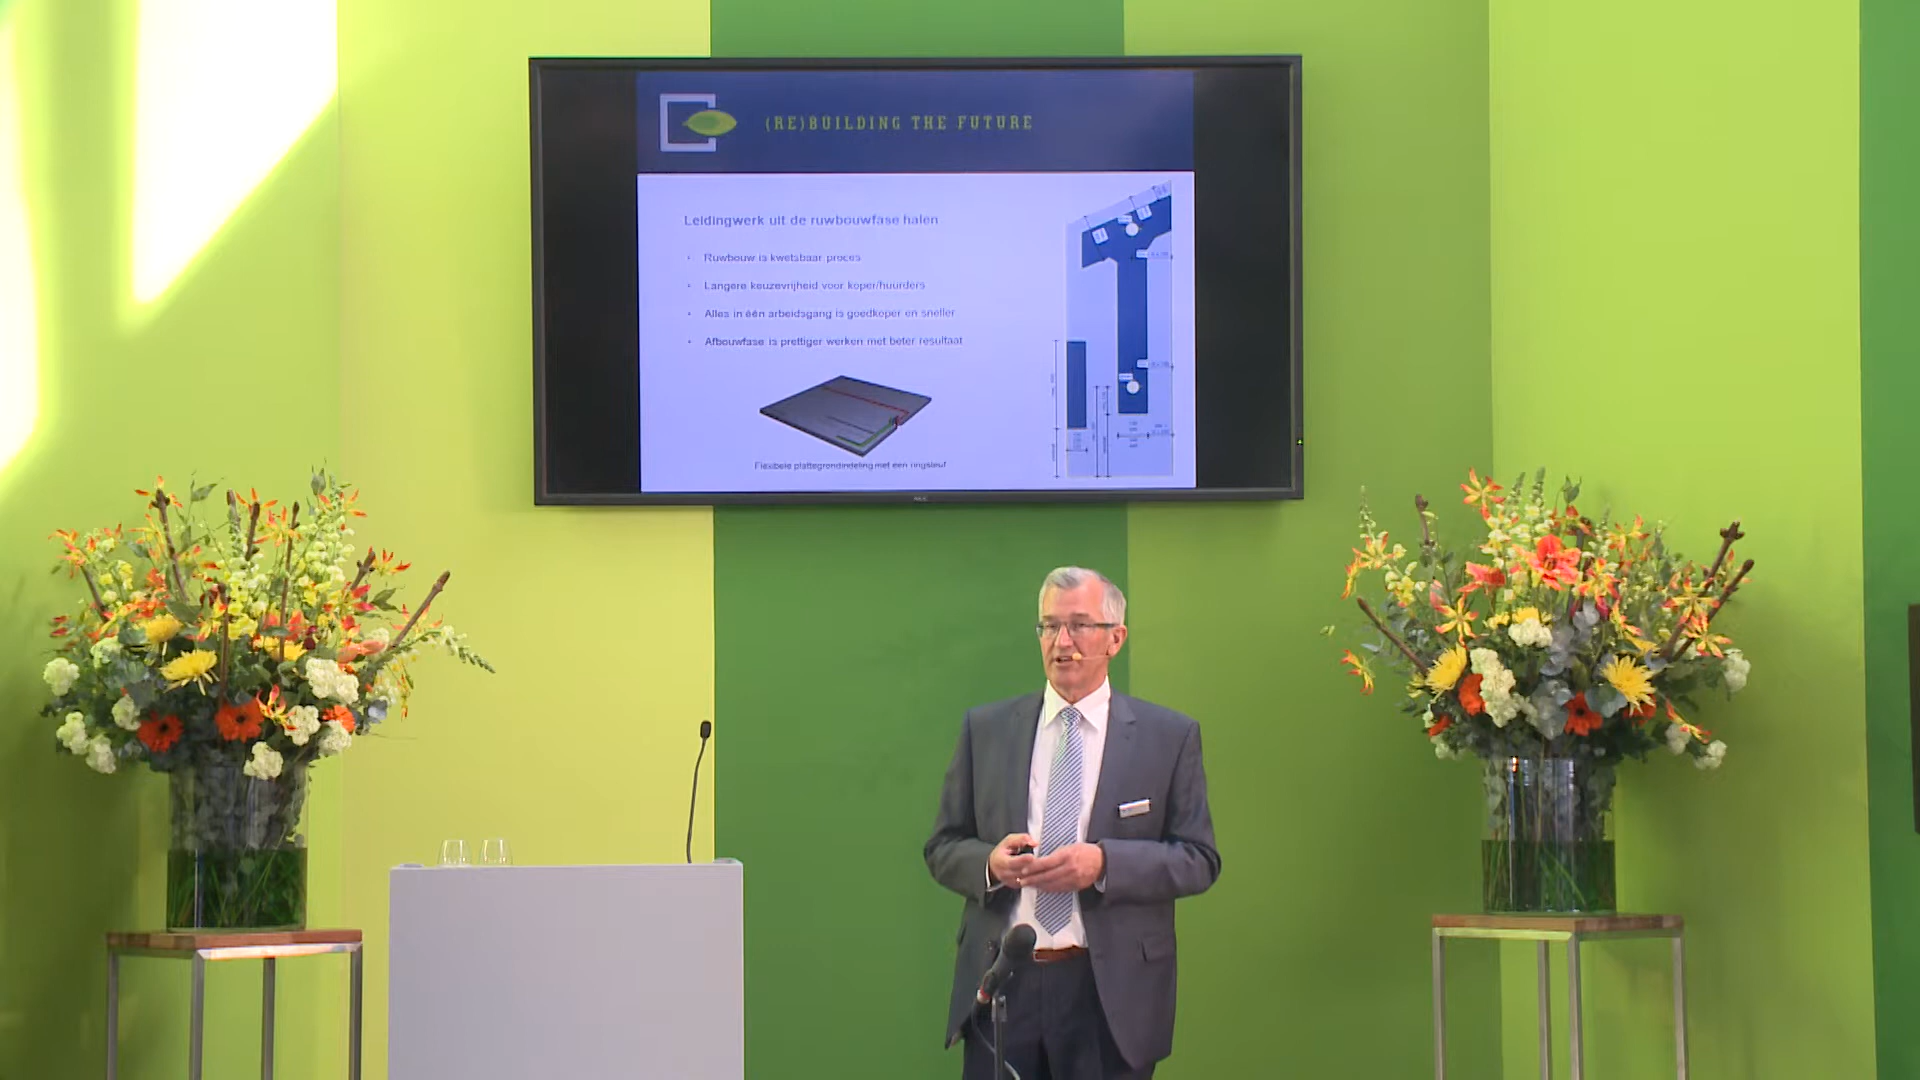 (RE)BUILDING THE FUTURE
Leidingwerk uit de ruwbouwfase halen
• Ruwbouw is kwetsbaar proces
• Langere keuzevrijheid voor koper/huurders
• Alles in één arbeidsgang is goedkoper en sneller
• Afbouwfase is prettiger werken met beter resultaat
Flexibele plattegrondindeling met een ringsleuf
NEC